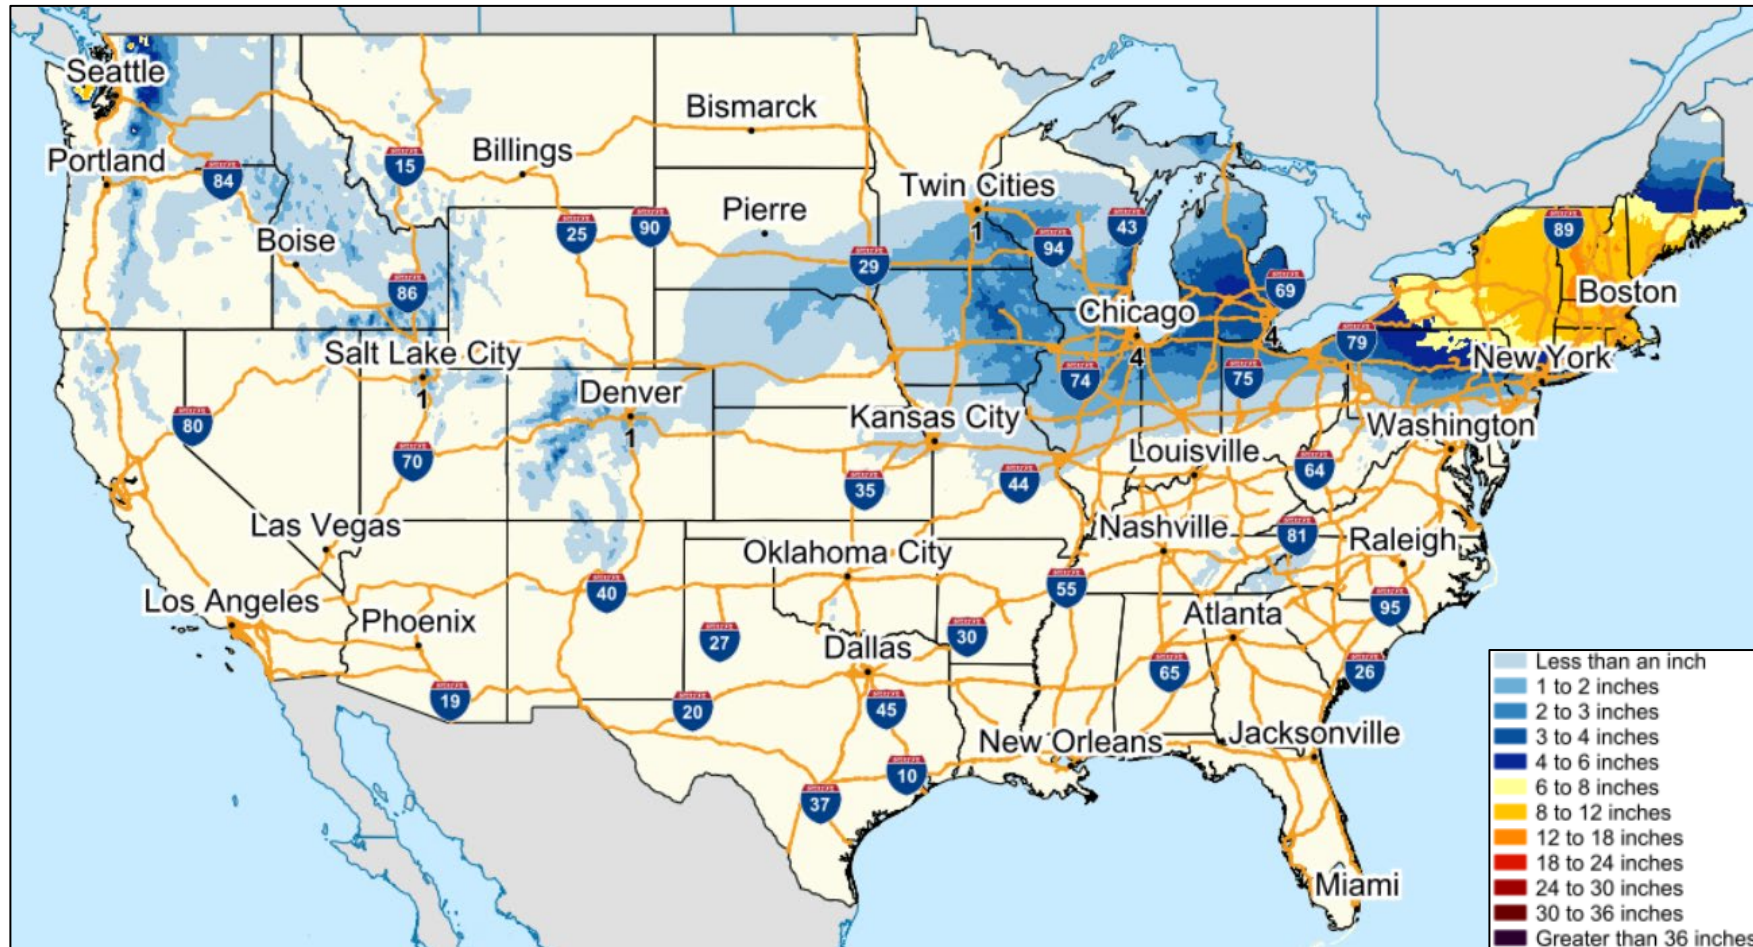 Seattle
Bismarck
Portland
84
15
Billings
Twin Cities
1
Boise
25
90
Pierre
29
94
43
89
86
69
Boston
Chicago
4
4
79
Salt Lake City
1
Denver
1
74
75
New York
80
70
Kansas City
Washington
35
44
Louisville
64
Las Vegas
Oklahoma City
Nashville
81
Raleigh
Los Angeles
40
55
95
Phoenix
27
Dallas
30
Atlanta
19
20
45
65
26
New Orleans
Jacksonville
10
37
Miami
Less than an inch
1 to 2 inches
2 to 3 inches
3 to 4 inches
4 to 6 inches
6 to 8 inches
8 to 12 inches
12 to 18 inches
18 to 24 inches
24 to 30 inches
30 to 36 inches
Greater than 36 inches